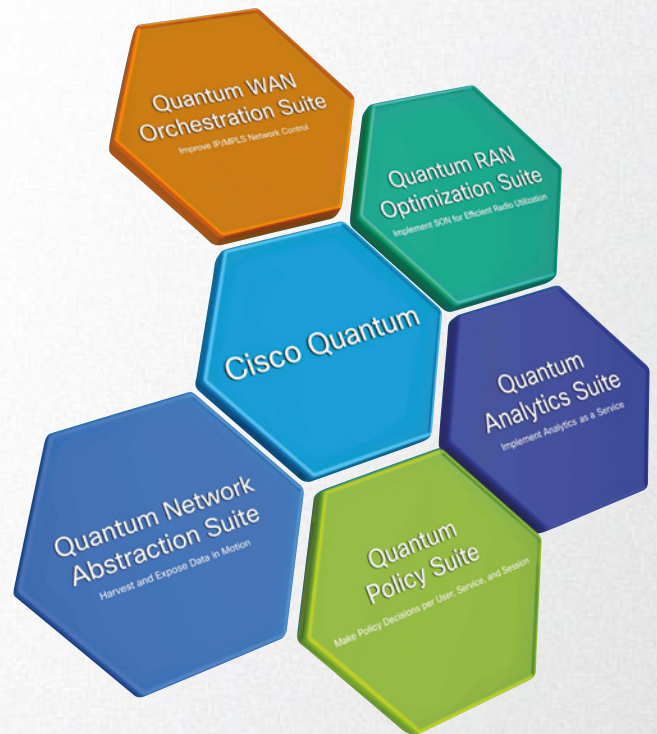 Quantum WAN
Orchestration Suite
Improve IP/MPLS Network Control
Quantum RAN
Optimization Suite
Implement SON for Efficient Radio Utilization
Cisco Quantum
Quantum
Analytics Suite
Implement Analytics as a Service
Quantum Network
Abstraction Suite
Harvest and Expose Data in Motion
Quantum
Policy Suite
Make Policy Decisions per User, Service, and Session